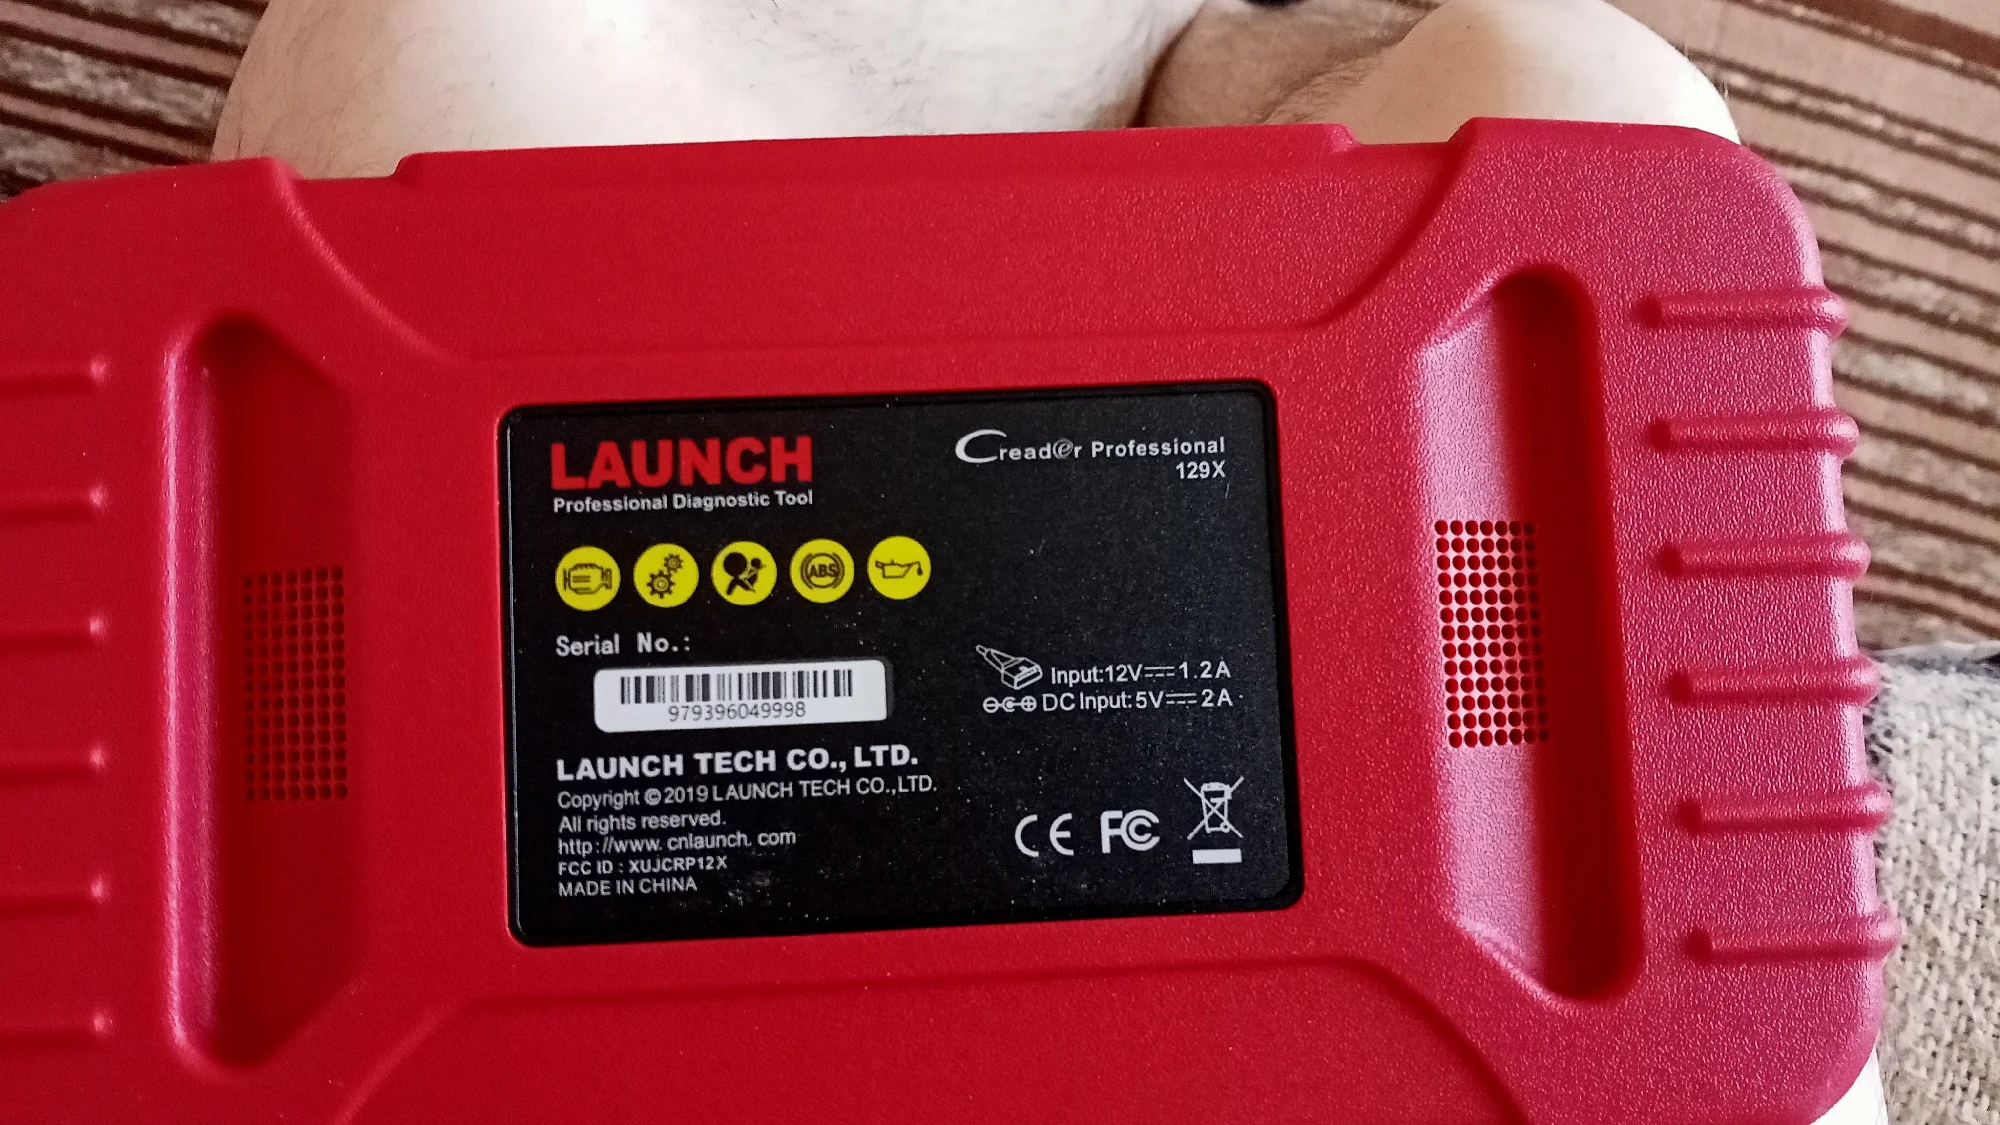 LAUNCH
Professional Diagnostic Tool
Creader Professional
129X
ABS
Serial No.:
979396049998
Input:12V⎓1.2A
DC Input:5V⎓2A
LAUNCH TECH CO., LTD.
Copyright ©2019 LAUNCH TECH CO.,LTD.
All rights reserved.
http://www.cnlaunch.com
FCC ID : XUJCRP12X
MADE IN CHINA
CE FC